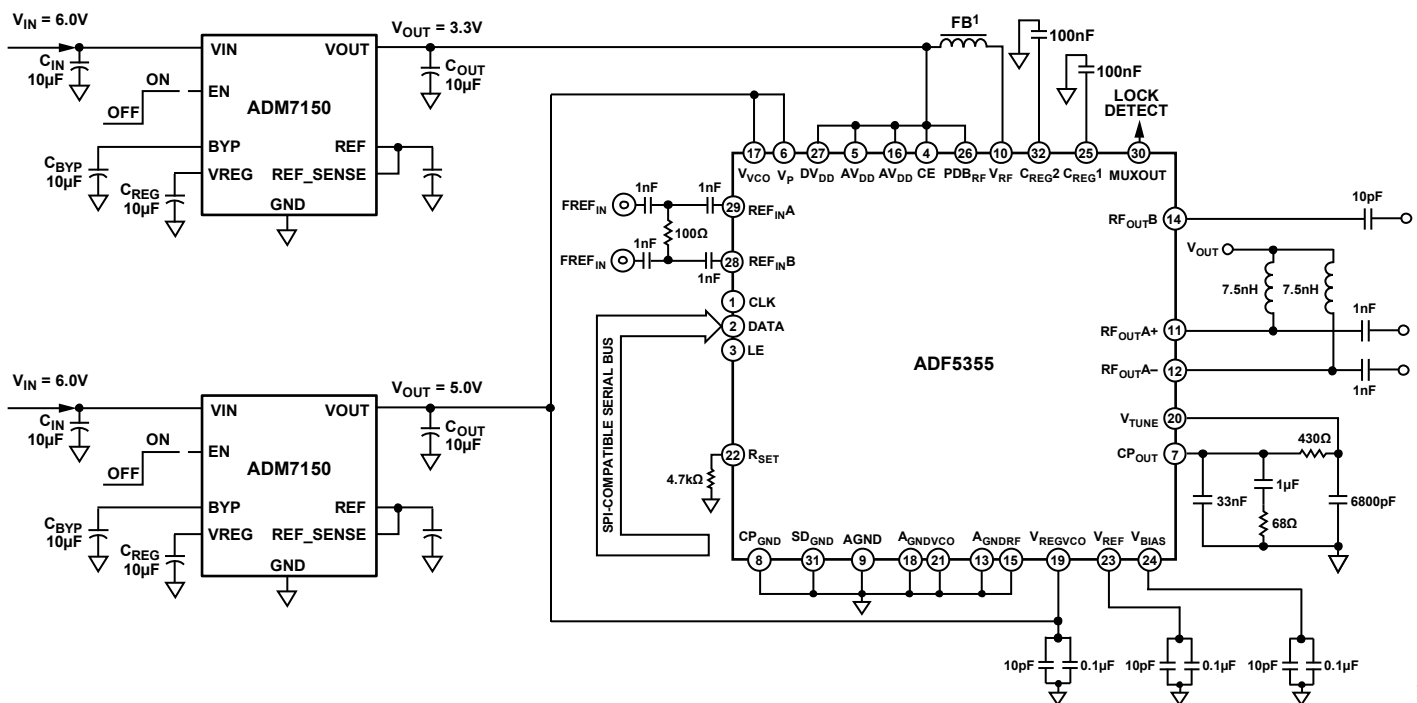 VIN = 6.0V
VOUT = 3.3V
FB1
100nF
100nF
LOCK
DETECT
CIN
10µF
VIN
VOUT
COUT
10µF
ON
OFF
EN
ADM7150
CBYP
10µF
BYP
REF
CREG
10µF
VREG
REF_SENSE
GND
17
6
27
5
16
4
26
10
32
25
30
VVCO
VP
DVDD
AVDD
AVDD
CE
PDBRF
VRF
CREG2
CREG1
MUXOUT
1nF
1nF
FREFIN
29
REFINA
100Ω
1nF
FREFIN
28
REFINB
1nF
1
CLK
2
DATA
3
LE
SPI-COMPATIBLE SERIAL BUS
ADF5355
RFOUTB
14
10pF
VOUT
7.5nH
7.5nH
1nF
RFOUTA+
11
RFOUTA–
12
1nF
VTUNE
20
430Ω
CPOUT
7
1µF
33nF
6800pF
68Ω
22
RSET
4.7kΩ
VIN = 6.0V
VOUT = 5.0V
CIN
10µF
VIN
VOUT
COUT
10µF
ON
OFF
EN
ADM7150
CBYP
10µF
BYP
REF
CREG
10µF
VREG
REF_SENSE
GND
CPGND
SDGND
AGND
AGNDVCO
AGNDRF
VREGVCO
VREF
VBIAS
8
31
9
18
21
13
15
19
23
24
10pF
0.1µF
10pF
0.1µF
10pF
0.1µF